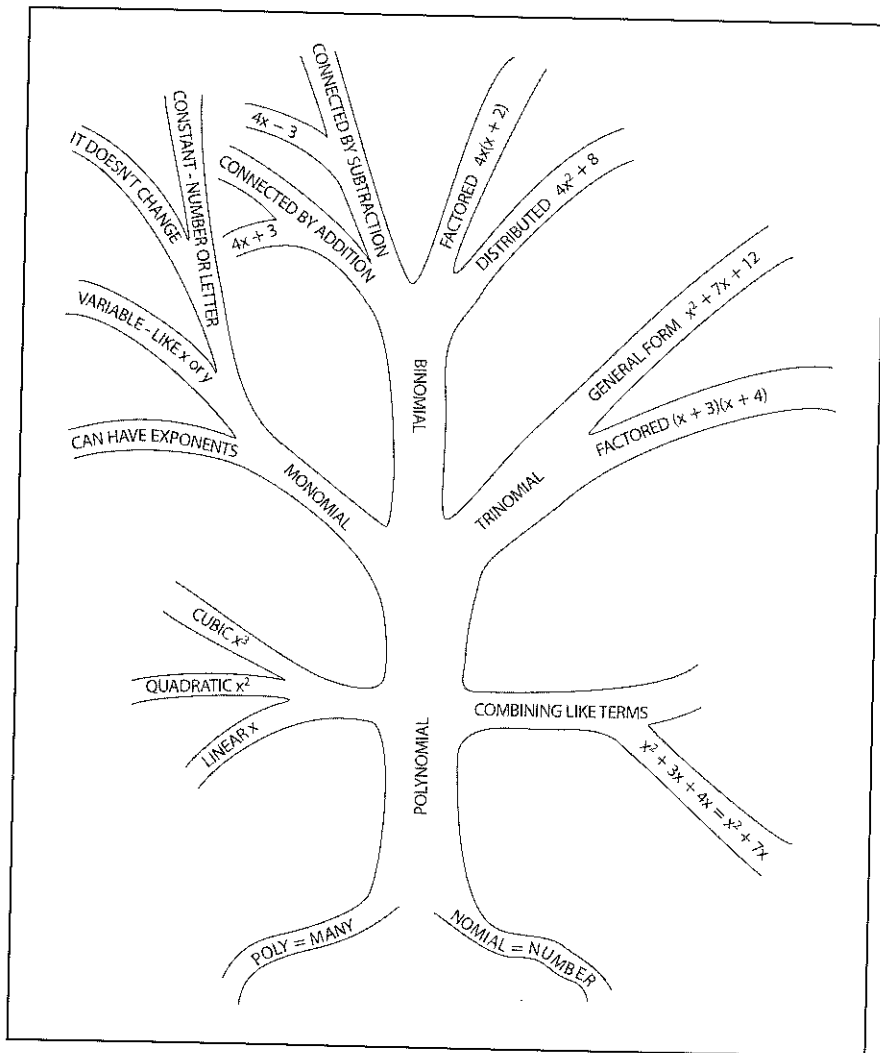 CONNECTED BY SUBTRACTION
4x – 3
CONSTANT - NUMBER OR LETTER
IT DOESN'T CHANGE
CONNECTED BY ADDITION
4x + 3
FACTORED 4x(x + 2)
DISTRIBUTED 4x² + 8
VARIABLE - LIKE x or y
CAN HAVE EXPONENTS
MONOMIAL
BINOMIAL
GENERAL FORM x² + 7x + 12
FACTORED (x + 3)(x + 4)
TRINOMIAL
CUBIC x³
QUADRATIC x²
LINEAR x
POLYNOMIAL
COMBINING LIKE TERMS
x² + 3x + 4x = x² + 7x
POLY = MANY
NOMIAL = NUMBER